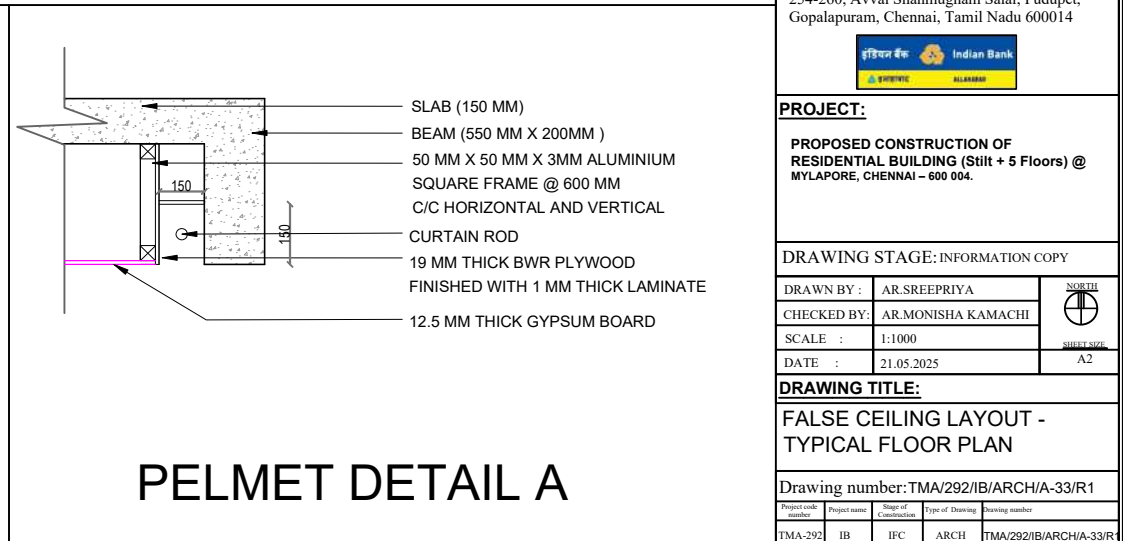 SLAB (150 MM)
BEAM (550 MM X 200MM )
50 MM X 50 MM X 3MM ALUMINIUM
SQUARE FRAME @ 600 MM
C/C HORIZONTAL AND VERTICAL
CURTAIN ROD
19 MM THICK BWR PLYWOOD
FINISHED WITH 1 MM THICK LAMINATE
12.5 MM THICK GYPSUM BOARD
150
150
PELMET DETAIL A
Gopalapuram, Chennai, Tamil Nadu 600014
इंडियन बैंक Indian Bank
इलाहाबाद ALLAHABAD
PROJECT:
PROPOSED CONSTRUCTION OF
RESIDENTIAL BUILDING (Stilt + 5 Floors) @
MYLAPORE, CHENNAI – 600 004.
DRAWING STAGE: INFORMATION COPY
DRAWN BY : AR.SREEPRIYA
CHECKED BY: AR.MONISHA KAMACHI
SCALE : 1:1000
DATE : 21.05.2025
NORTH
SHEET SIZE
A2
DRAWING TITLE:
FALSE CEILING LAYOUT -
TYPICAL FLOOR PLAN
Drawing number:TMA/292/IB/ARCH/A-33/R1
Project code number Project name Stage of Construction Type of Drawing Drawing number
TMA-292 IB IFC ARCH TMA/292/IB/ARCH/A-33/R1